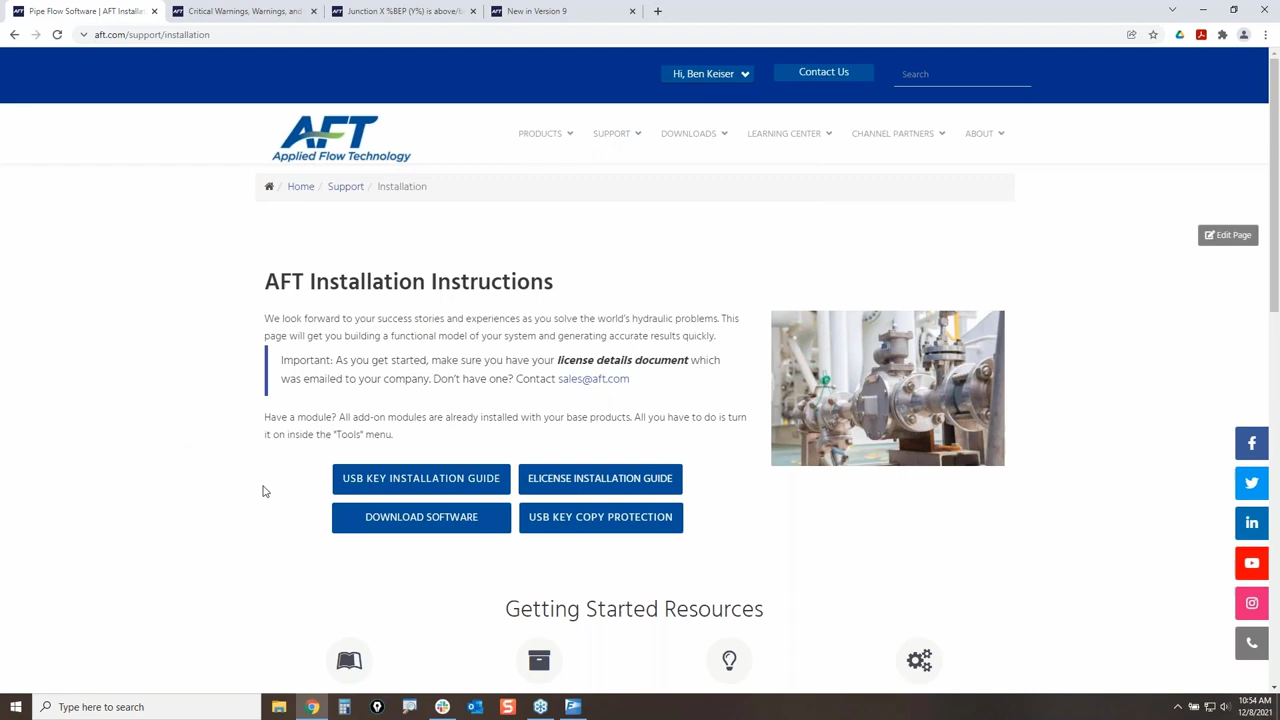 Pipe Flow Software | AFT Installa
Critical Warnings, Warnings, and
Junction X %BEP (Y%) is above/b
New in Version 9
aft.com/support/installation
Hi, Ben Keiser
Contact Us
Search
AFT
Applied Flow Technology
PRODUCTS
SUPPORT
DOWNLOADS
LEARNING CENTER
CHANNEL PARTNERS
ABOUT
Home / Support / Installation
Edit Page
AFT Installation Instructions
We look forward to your success stories and experiences as you solve the world's hydraulic problems. This
page will get you building a functional model of your system and generating accurate results quickly.
Important: As you get started, make sure you have your license details document which
was emailed to your company. Don't have one? Contact sales@aft.com
Have a module? All add-on modules are already installed with your base products. All you have to do is turn
it on inside the "Tools" menu.
USB KEY INSTALLATION GUIDE
ELICENSE INSTALLATION GUIDE
DOWNLOAD SOFTWARE
USB KEY COPY PROTECTION
Getting Started Resources
Type here to search
10:54 AM
12/8/2021